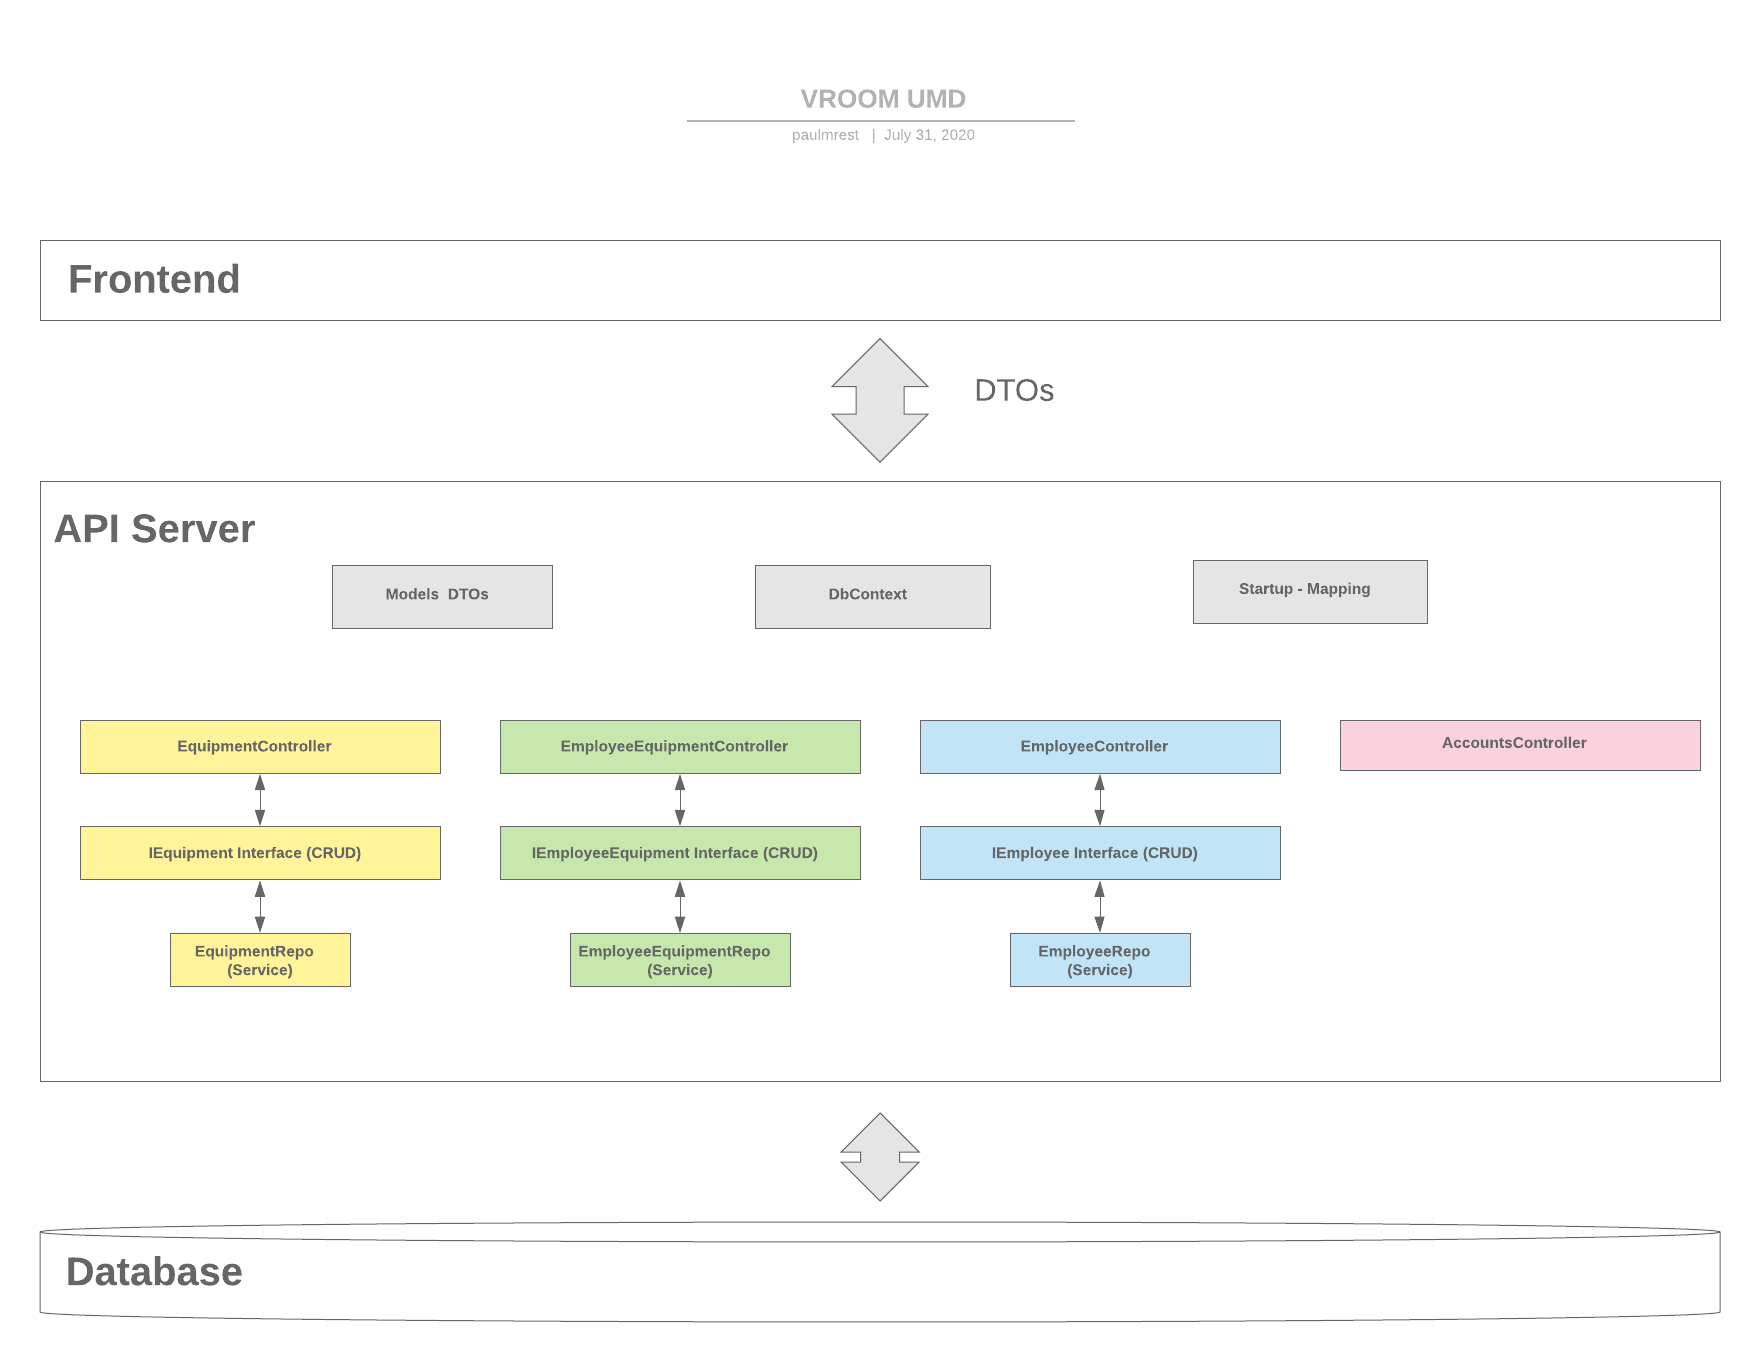 VROOM UMD
paulmrest | July 31, 2020
Frontend
DTOs
API Server
Models DTOs
DbContext
Startup - Mapping
EquipmentController
EmployeeEquipmentController
EmployeeController
AccountsController
IEquipment Interface (CRUD)
IEmployeeEquipment Interface (CRUD)
IEmployee Interface (CRUD)
EquipmentRepo
(Service)
EmployeeEquipmentRepo
(Service)
EmployeeRepo
(Service)
Database